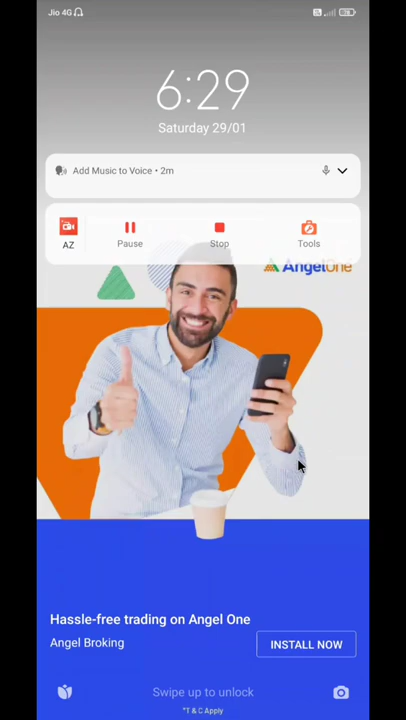 Jio 4G
6:29
Saturday 29/01
Add Music to Voice • 2m
AZ
Pause
Stop
Tools
AngelOne
Hassle-free trading on Angel One
Angel Broking
INSTALL NOW
Swipe up to unlock
*T & C Apply